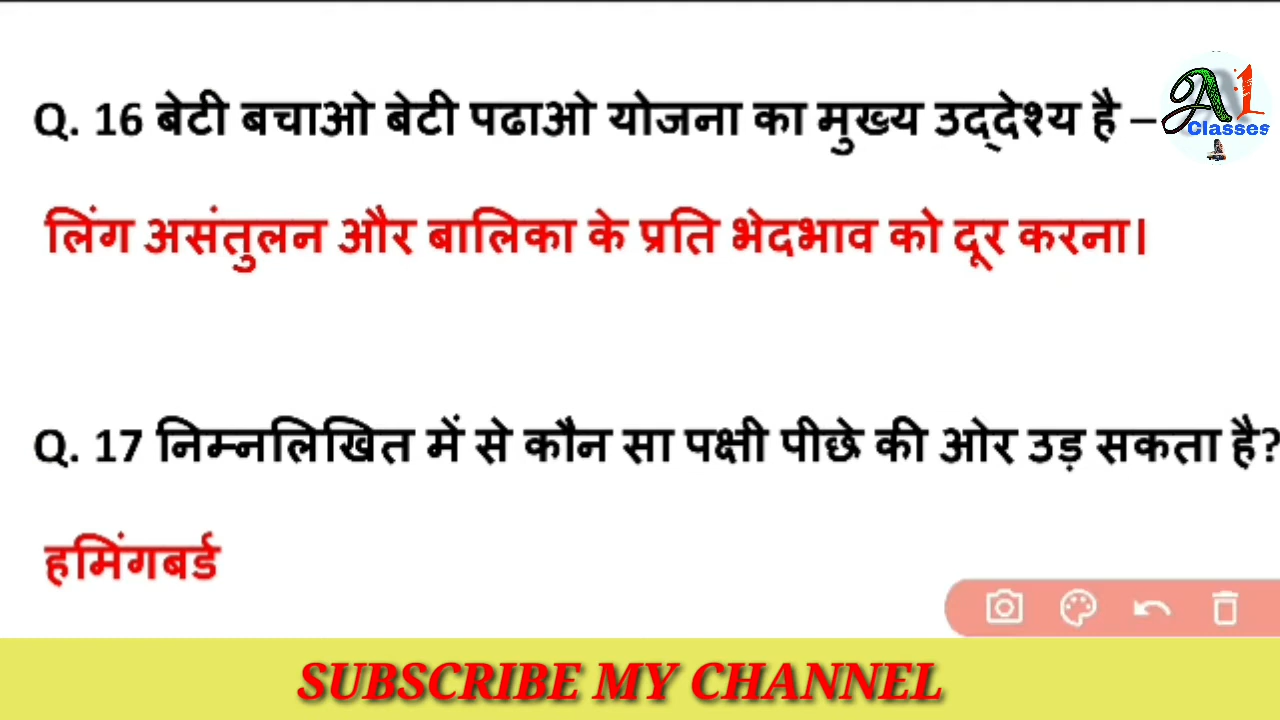 Q. 16 बेटी बचाओ बेटी पढाओ योजना का मुख्य उद्देश्य है –
A1
Classes
लिंग असंतुलन और बालिका के प्रति भेदभाव को दूर करना।
Q. 17 निम्नलिखित में से कौन सा पक्षी पीछे की ओर उड़ सकता है?
हमिंगबर्ड
SUBSCRIBE MY CHANNEL